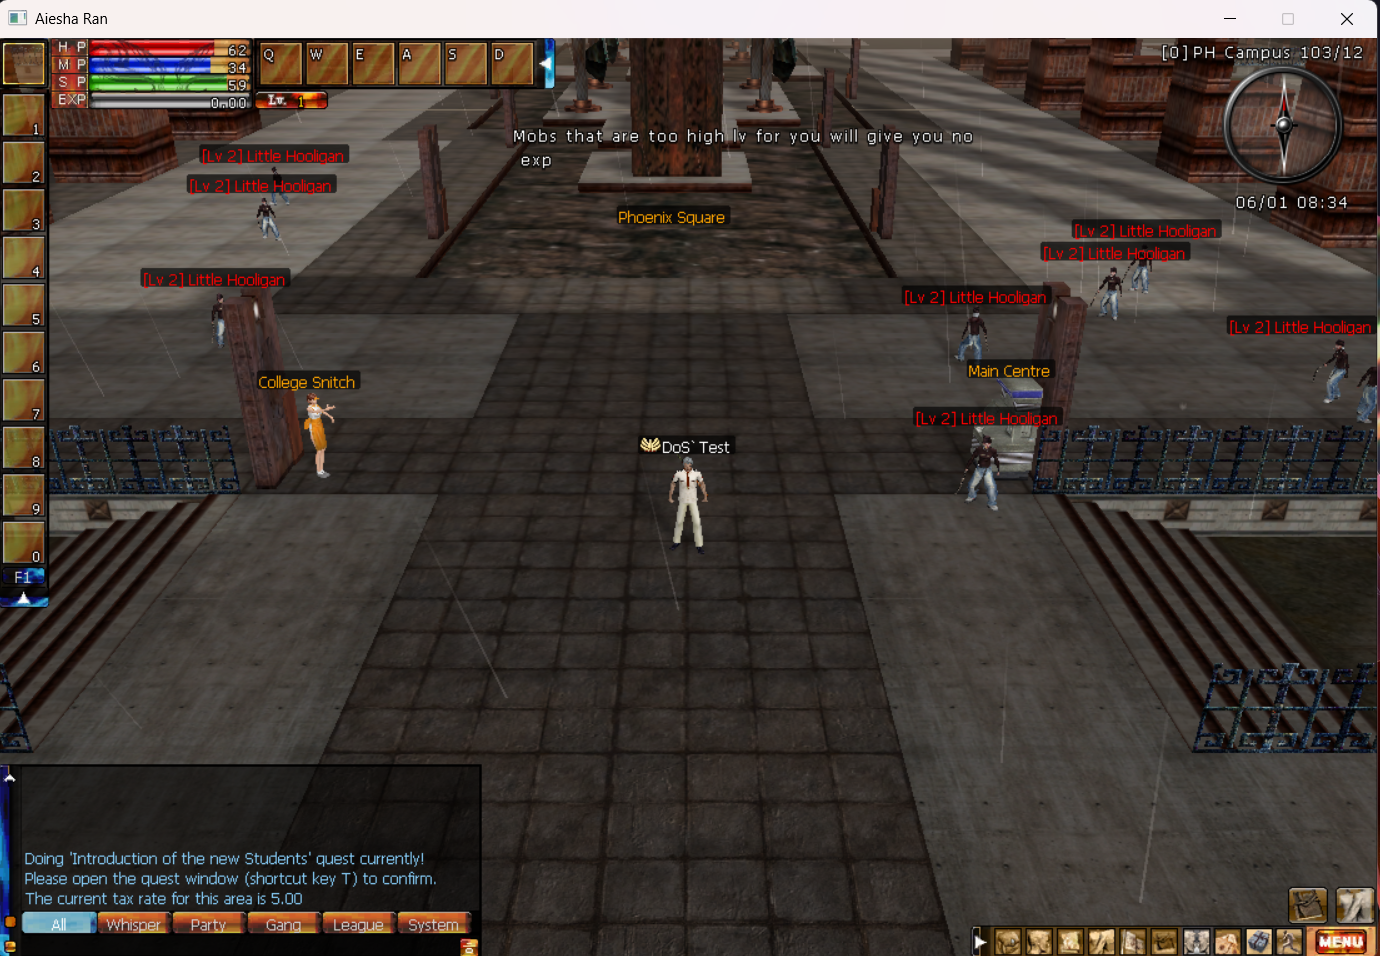 Aiesha Ran
H P 62
M P 34
S P 59
EXP 0.00
Lv. 1
Q W E A S D
[0] PH Campus 103/12
Mobs that are too high lv for you will give you no
exp
06/01 08:34
1
2
3
4
5
6
7
8
9
0
F1
[Lv 2] Little Hooligan
[Lv 2] Little Hooligan
Phoenix Square
[Lv 2] Little Hooligan
[Lv 2] Little Hooligan
[Lv 2] Little Hooligan
[Lv 2] Little Hooligan
[Lv 2] Little Hooligan
Main Centre
College Snitch
[Lv 2] Little Hooligan
DoS`Test
Doing 'Introduction of the new Students' quest currently!
Please open the quest window (shortcut key T) to confirm.
The current tax rate for this area is 5.00
All Whisper Party Gang League System
MENU